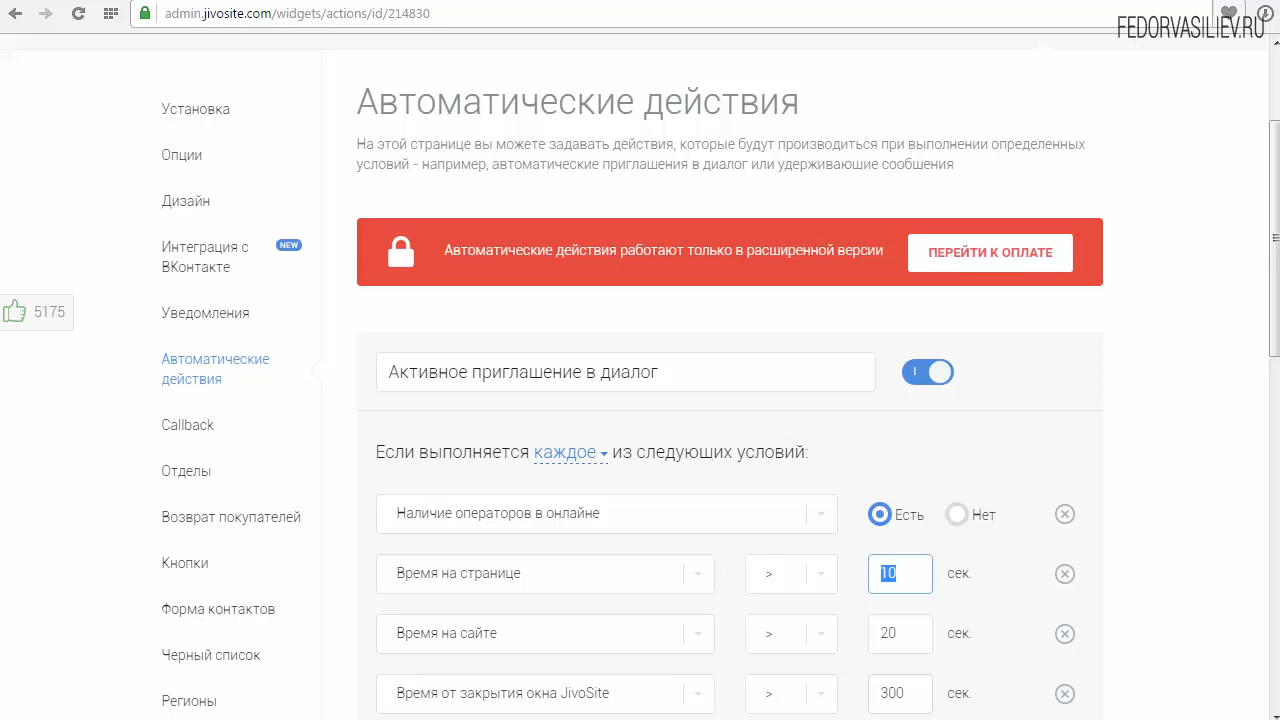 admin.jivosite.com/widgets/actions/id/214830
FEDORVASILIEV.RU
Установка
Опции
Дизайн
Интеграция с
ВКонтакте
NEW
Уведомления
Автоматические
действия
Callback
Отделы
Возврат покупателей
Кнопки
Форма контактов
Черный список
Регионы
5175
Автоматические действия
На этой странице вы можете задавать действия, которые будут производиться при выполнении определенных
условий - например, автоматические приглашения в диалог или удерживающие сообщения
Автоматические действия работают только в расширенной версии
ПЕРЕЙТИ К ОПЛАТЕ
Активное приглашение в диалог
Если выполняется каждое из следующих условий:
Наличие операторов в онлайне Есть Нет
Время на странице > 10 сек.
Время на сайте > 20 сек.
Время от закрытия окна JivoSite > 300 сек.